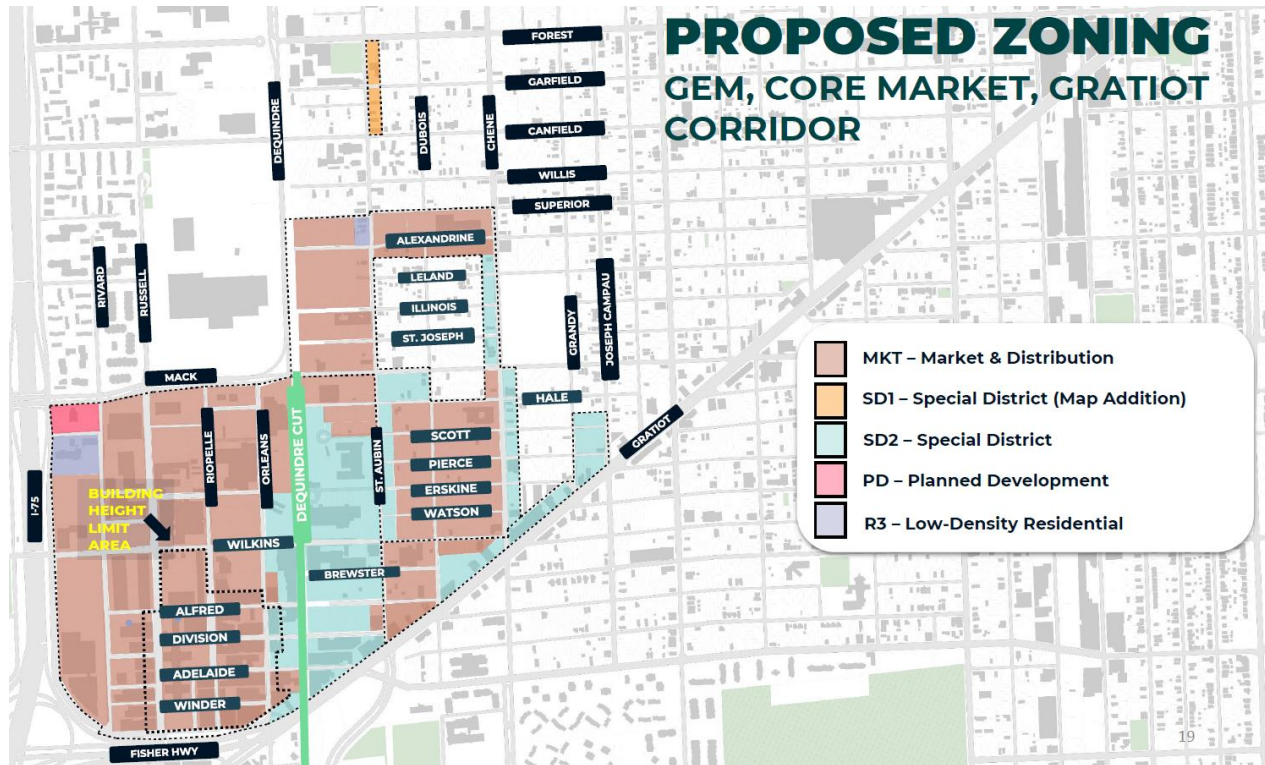 PROPOSED ZONING
GEM, CORE MARKET, GRATIOT
CORRIDOR
FOREST
GARFIELD
CANFIELD
WILLIS
SUPERIOR
DEQUINDRE
DUBOIS
CHENE
ALEXANDRINE
LELAND
ILLINOIS
ST. JOSEPH
RIVARD
RUSSELL
GRANDY
JOSEPH CAMPAU
MACK
HALE
GRATIOT
RIOPELLE
ORLEANS
DEQUINDRE CUT
ST. AUBIN
SCOTT
PIERCE
ERSKINE
WATSON
I-75
BUILDING
HEIGHT
LIMIT
AREA
WILKINS
BREWSTER
ALFRED
DIVISION
ADELAIDE
WINDER
FISHER HWY
MKT – Market & Distribution
SD1 – Special District (Map Addition)
SD2 – Special District
PD – Planned Development
R3 – Low-Density Residential
19